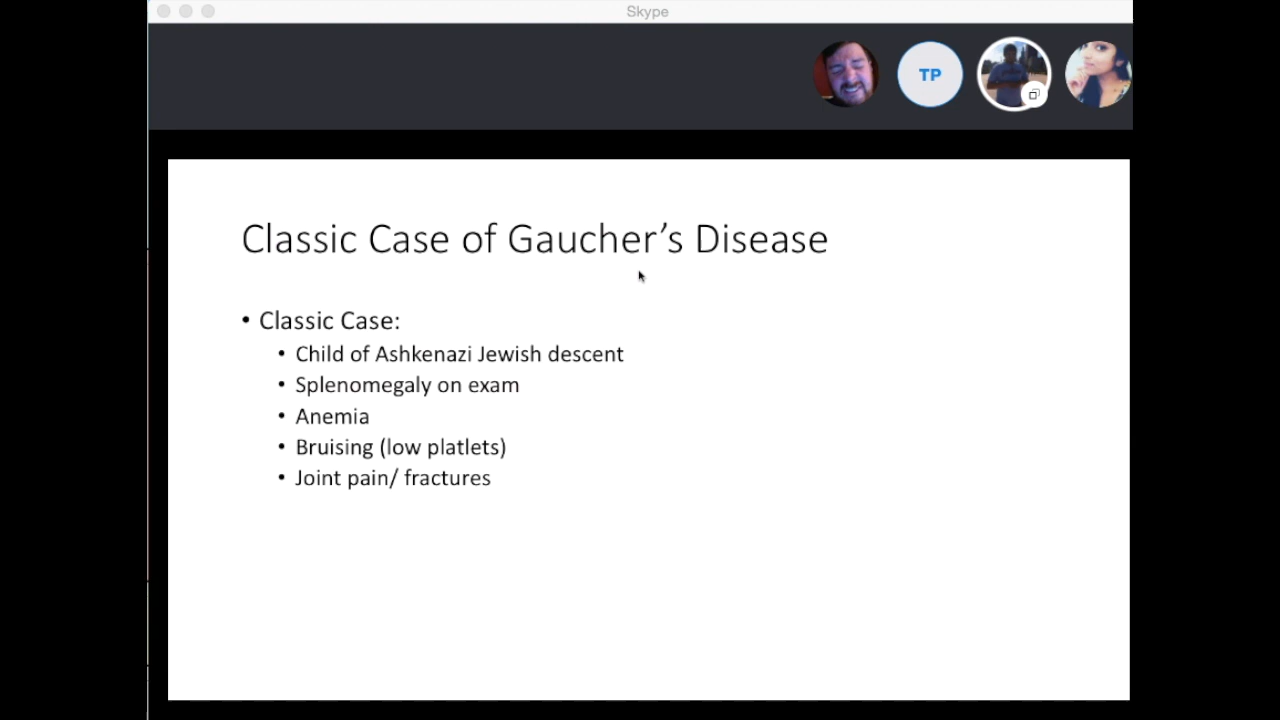 Skype
TP
Classic Case of Gaucher’s Disease
• Classic Case:
• Child of Ashkenazi Jewish descent
• Splenomegaly on exam
• Anemia
• Bruising (low platlets)
• Joint pain/ fractures